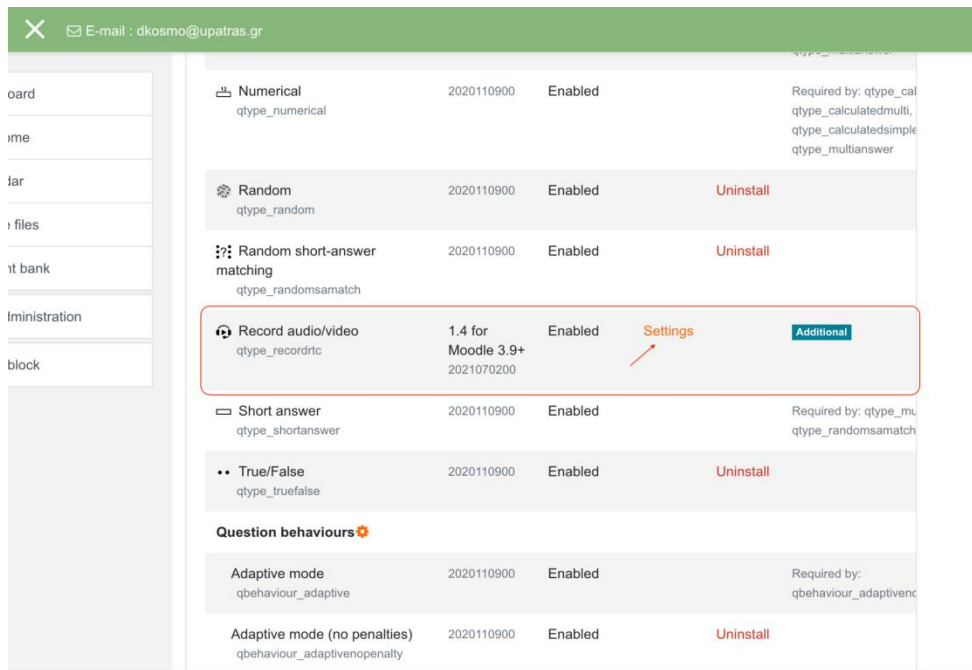 E-mail : dkosmo@upatras.gr
oard
ome
dar
files
nt bank
dministration
block
Numerical 2020110900 Enabled Required by: qtype_cal
qtype_numerical qtype_calculatedmulti,
qtype_calculatedsimple
qtype_multianswer
Random 2020110900 Enabled Uninstall
qtype_random
Random short-answer 2020110900 Enabled Uninstall
matching
qtype_randomsamatch
Record audio/video 1.4 for Enabled Settings Additional
qtype_recordrtc Moodle 3.9+
2021070200
Short answer 2020110900 Enabled Required by: qtype_mu
qtype_shortanswer qtype_randomsamatch
True/False 2020110900 Enabled Uninstall
qtype_truefalse
Question behaviours
Adaptive mode 2020110900 Enabled Required by:
qbehaviour_adaptive qbehaviour_adaptiveno
Adaptive mode (no penalties) 2020110900 Enabled Uninstall
qbehaviour_adaptivenopenalty